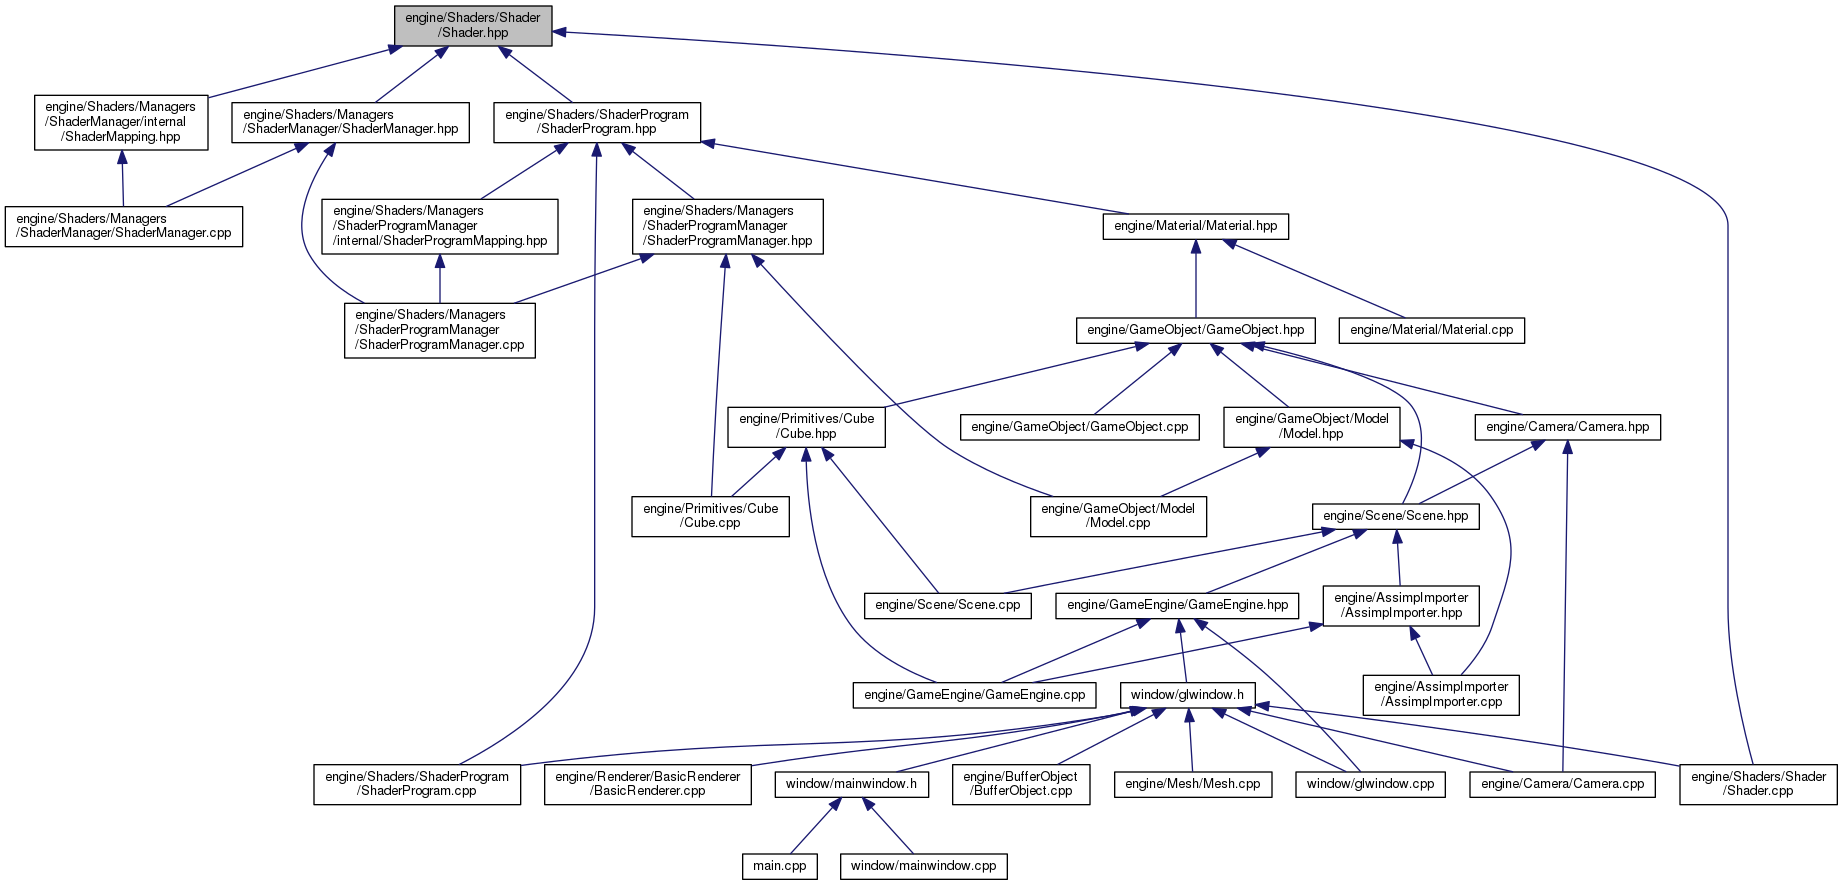 engine/Shaders/Shader
/Shader.hpp
engine/Shaders/Managers
/ShaderManager/internal
/ShaderMapping.hpp
engine/Shaders/Managers
/ShaderManager/ShaderManager.hpp
engine/Shaders/ShaderProgram
/ShaderProgram.hpp
engine/Shaders/Managers
/ShaderManager/ShaderManager.cpp
engine/Shaders/Managers
/ShaderProgramManager
/internal/ShaderProgramMapping.hpp
engine/Shaders/Managers
/ShaderProgramManager
/ShaderProgramManager.hpp
engine/Material/Material.hpp
engine/Shaders/Managers
/ShaderProgramManager
/ShaderProgramManager.cpp
engine/GameObject/GameObject.hpp
engine/Material/Material.cpp
engine/Primitives/Cube
/Cube.hpp
engine/GameObject/GameObject.cpp
engine/GameObject/Model
/Model.hpp
engine/Camera/Camera.hpp
engine/Primitives/Cube
/Cube.cpp
engine/GameObject/Model
/Model.cpp
engine/Scene/Scene.hpp
engine/Scene/Scene.cpp
engine/GameEngine/GameEngine.hpp
engine/AssimpImporter
/AssimpImporter.hpp
engine/GameEngine/GameEngine.cpp
window/glwindow.h
engine/AssimpImporter
/AssimpImporter.cpp
engine/Shaders/ShaderProgram
/ShaderProgram.cpp
engine/Renderer/BasicRenderer
/BasicRenderer.cpp
window/mainwindow.h
engine/BufferObject
/BufferObject.cpp
engine/Mesh/Mesh.cpp
window/glwindow.cpp
engine/Camera/Camera.cpp
engine/Shaders/Shader
/Shader.cpp
main.cpp
window/mainwindow.cpp